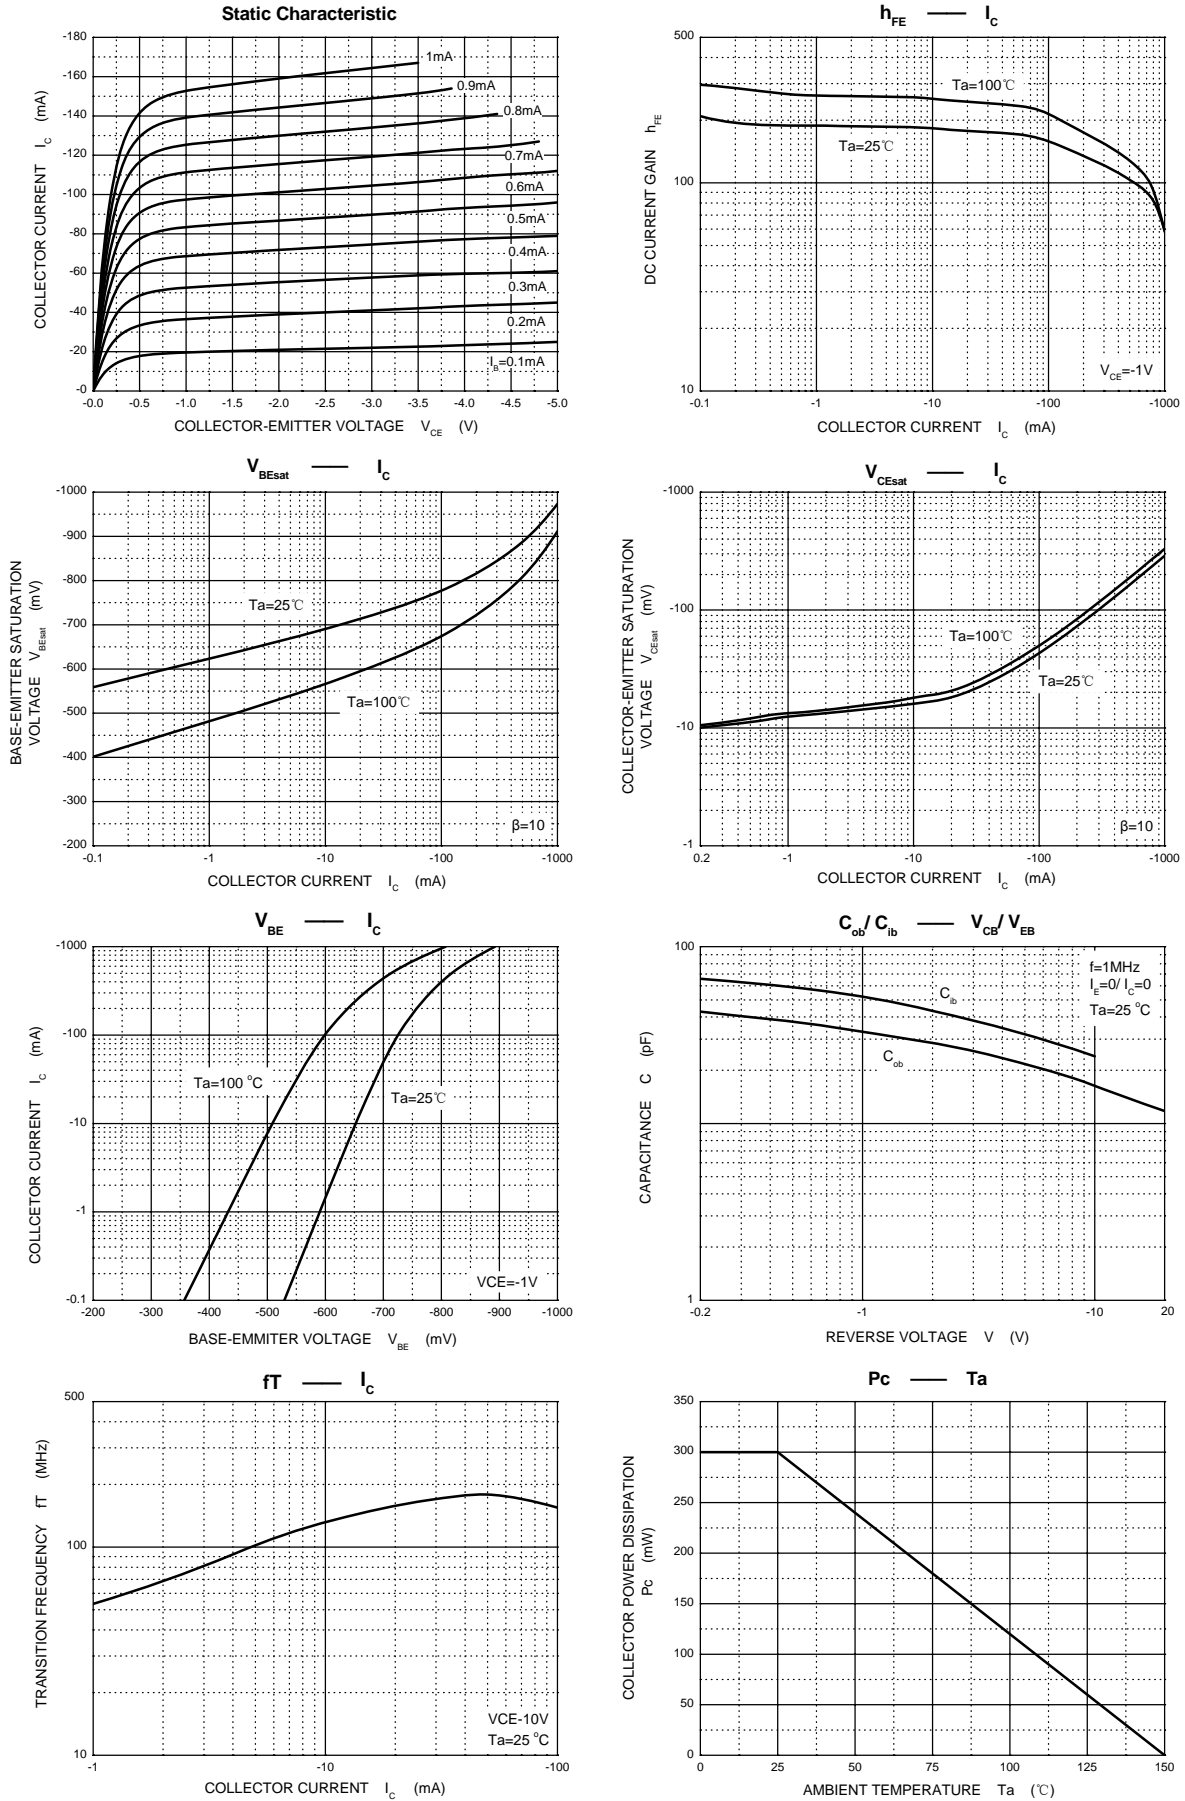 Static Characteristic
-180
-160
-140
-120
-100
-80
-60
-40
-20
-0
-0.0 -0.5 -1.0 -1.5 -2.0 -2.5 -3.0 -3.5 -4.0 -4.5 -5.0
COLLECTOR CURRENT I_C (mA)
COLLECTOR-EMITTER VOLTAGE V_CE (V)
1mA
0.9mA
0.8mA
0.7mA
0.6mA
0.5mA
0.4mA
0.3mA
0.2mA
I_B=0.1mA
h_FE —— I_C
500
100
10
-0.1 -1 -10 -100 -1000
DC CURRENT GAIN h_FE
COLLECTOR CURRENT I_C (mA)
Ta=100℃
Ta=25℃
V_CE=-1V
V_BEsat —— I_C
-1000
-900
-800
-700
-600
-500
-400
-300
-200
-0.1 -1 -10 -100 -1000
BASE-EMITTER SATURATION
VOLTAGE V_BEsat (mV)
COLLECTOR CURRENT I_C (mA)
Ta=25℃
Ta=100℃
β=10
V_CEsat —— I_C
-1000
-100
-10
-1
0.2 -1 -10 -100 -1000
COLLECTOR-EMITTER SATURATION
VOLTAGE V_CEsat (mV)
COLLECTOR CURRENT I_C (mA)
Ta=100℃
Ta=25℃
β=10
V_BE —— I_C
-1000
-100
-10
-1
-0.1
-200 -300 -400 -500 -600 -700 -800 -900 -1000
COLLCETOR CURRENT I_C (mA)
BASE-EMMITER VOLTAGE V_BE (mV)
Ta=100 °C
Ta=25℃
VCE=-1V
C_ob/ C_ib —— V_CB/ V_EB
100
1
-0.2 -1 -10 20
CAPACITANCE C (pF)
REVERSE VOLTAGE V (V)
f=1MHz
I_E=0/ I_C=0
Ta=25 °C
C_ib
C_ob
fT —— I_C
500
100
10
-1 -10 -100
TRANSITION FREQUENCY fT (MHz)
COLLECTOR CURRENT I_C (mA)
VCE-10V
Ta=25 °C
Pc —— Ta
350
300
250
200
150
100
50
0
0 25 50 75 100 125 150
COLLECTOR POWER DISSIPATION
Pc (mW)
AMBIENT TEMPERATURE Ta (℃)